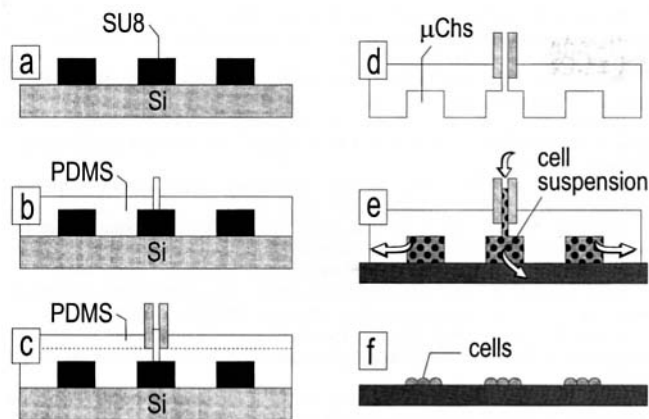 SU8
a
Si
PDMS
b
Si
PDMS
c
Si
μChs
d
cell
suspension
e
f
cells